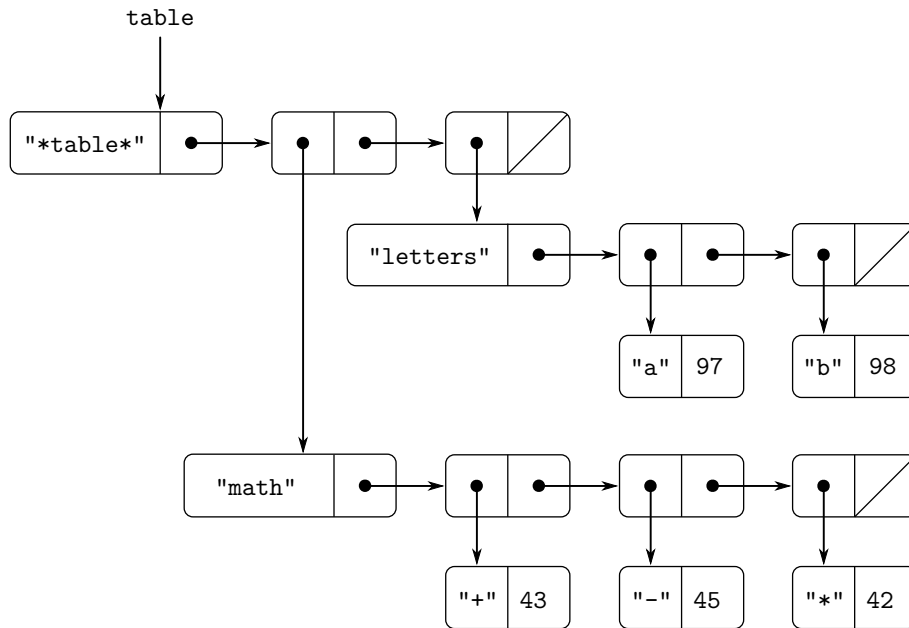 table
"*table*"
"letters"
"a" 97 "b" 98
"math"
"+" 43 "-" 45 "*" 42